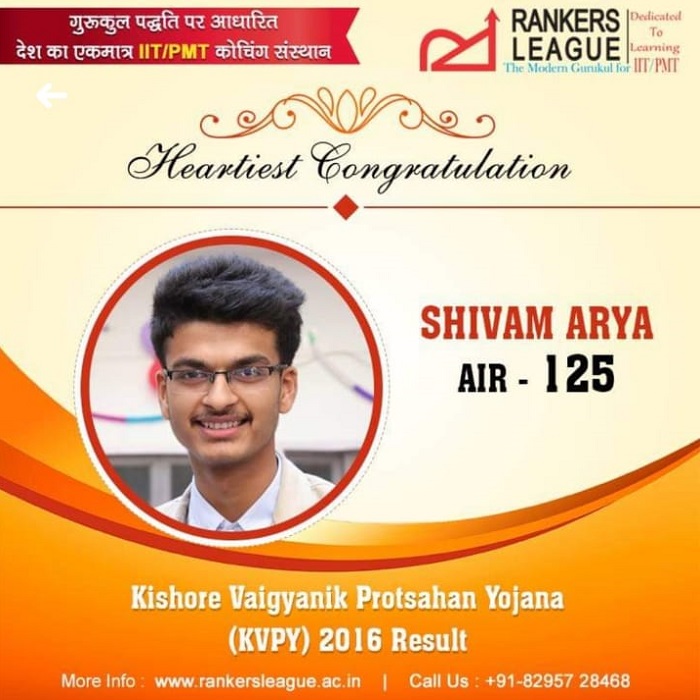 गुरुकुल पद्धति पर आधारित
देश का एकमात्र IIT/PMT कोचिंग संस्थान
RANKERS
LEAGUE
The Modern Gurukul for IIT/PMT
Dedicated
To
Learning
Heartiest Congratulation
SHIVAM ARYA
AIR - 125
Kishore Vaigyanik Protsahan Yojana
(KVPY) 2016 Result
More Info : www.rankersleague.ac.in | Call Us : +91-82957 28468